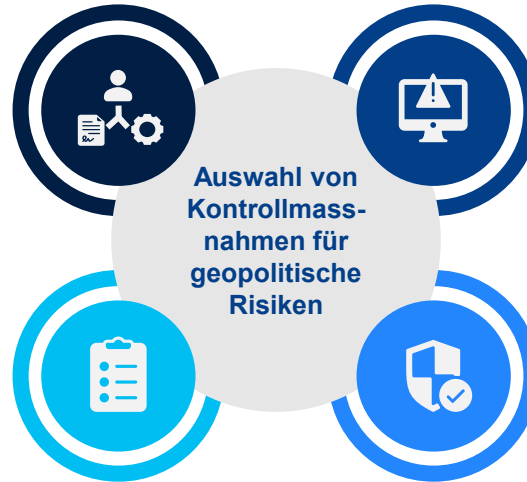 Auswahl von
Kontrollmass-
nahmen für
geopolitische
Risiken